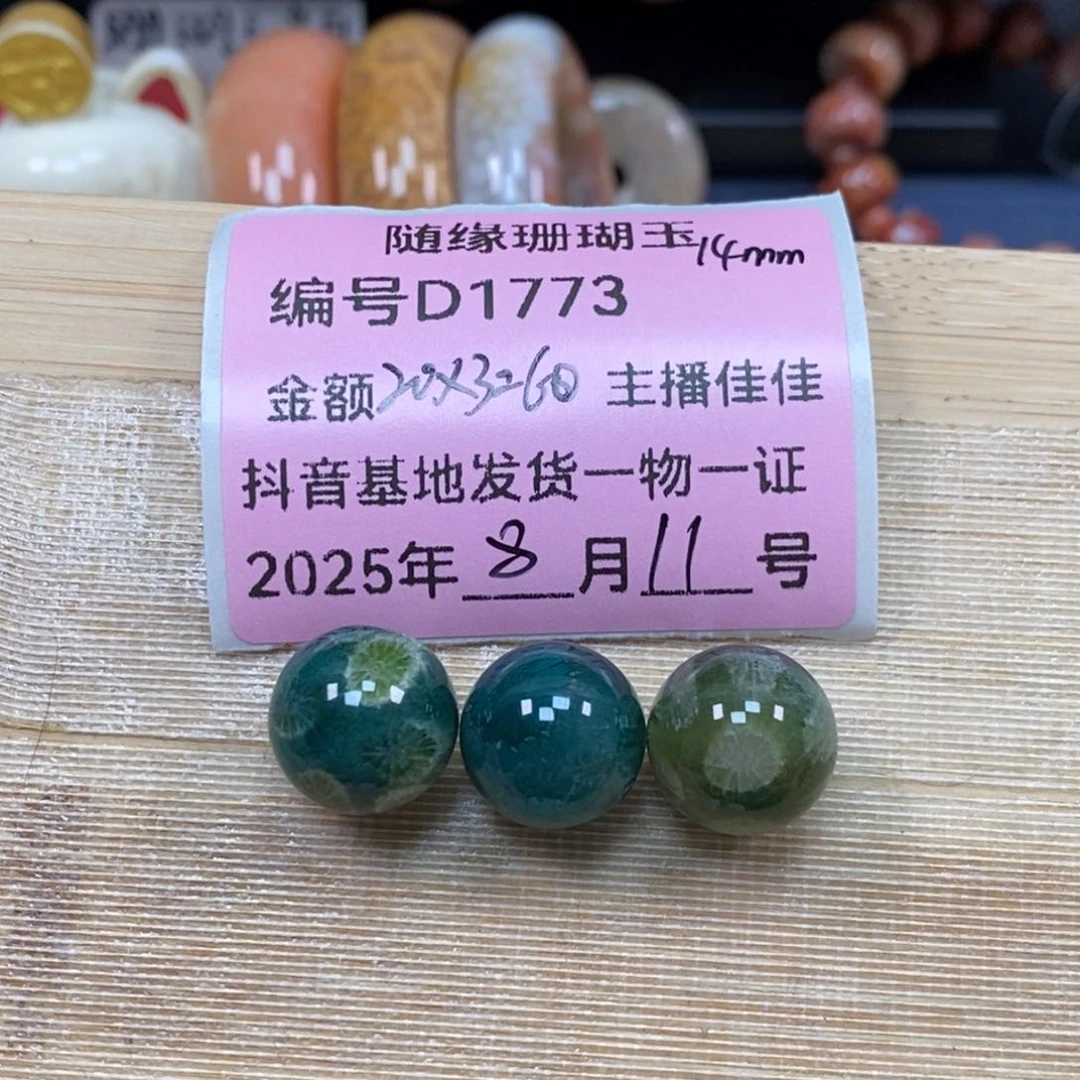 随缘珊瑚玉14mm
编号D1773
金额20×3=60 主播佳佳
抖音基地发货一物一证
2025年8月11号